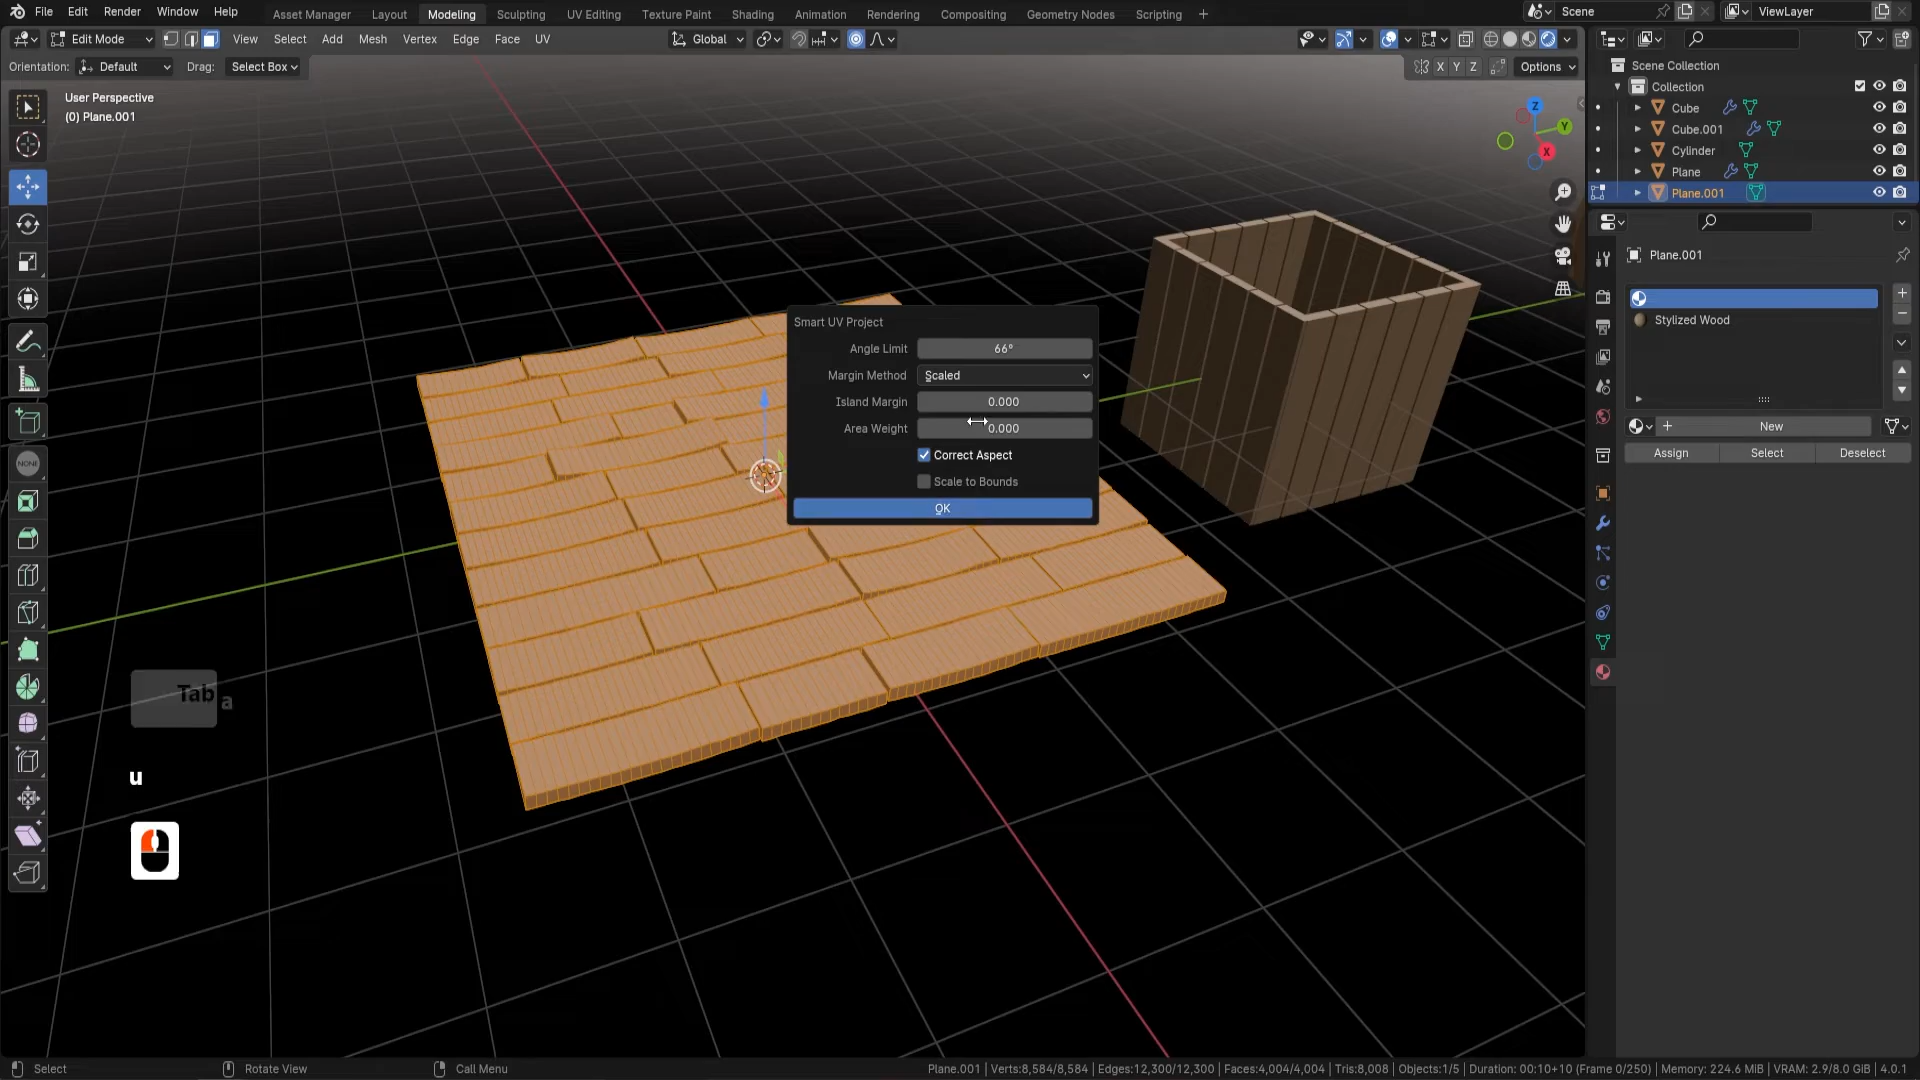 File Edit Render Window Help Asset Manager Layout Modeling Sculpting UV Editing Texture Paint Shading Animation Rendering Compositing Geometry Nodes Scripting + Scene ViewLayer
Edit Mode View Select Add Mesh Vertex Edge Face UV Global
Orientation: Default Drag: Select Box X Y Z Options
Scene Collection
Collection
Cube
Cube.001
Cylinder
Plane
Plane.001
User Perspective
(0) Plane.001
Z
Y
X
Plane.001
Stylized Wood
New
Assign Select Deselect
Smart UV Project
Angle Limit 66°
Margin Method Scaled
Island Margin 0.000
Area Weight 0.000
Correct Aspect
Scale to Bounds
OK
NONE
Tab a
u
Select Rotate View Call Menu Plane.001 | Verts:8,584/8,584 | Edges:12,300/12,300 | Faces:4,004/4,004 | Tris:8,008 | Objects:1/5 | Duration: 00:10+10 (Frame 0/250) | Memory: 224.6 MiB | VRAM: 2.9/8.0 GiB | 4.0.1